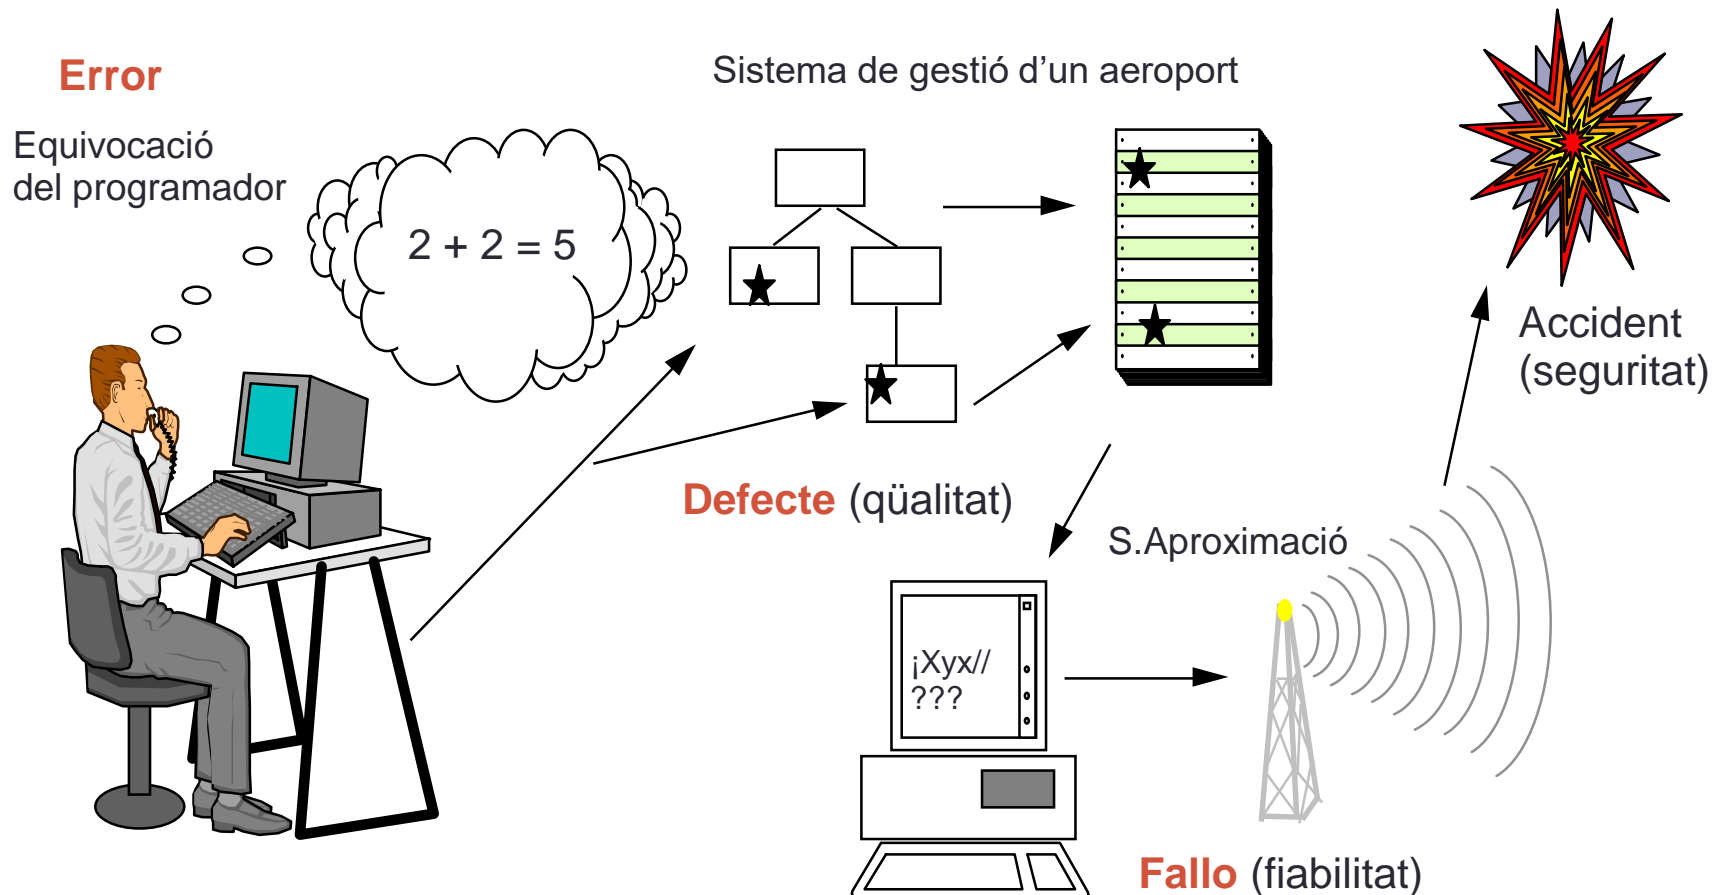 Error
Equivocació
del programador
2 + 2 = 5
Sistema de gestió d’un aeroport
Defecte (qüalitat)
S.Aproximació
¡Xyx//
???
Fallo (fiabilitat)
Accident
(seguritat)